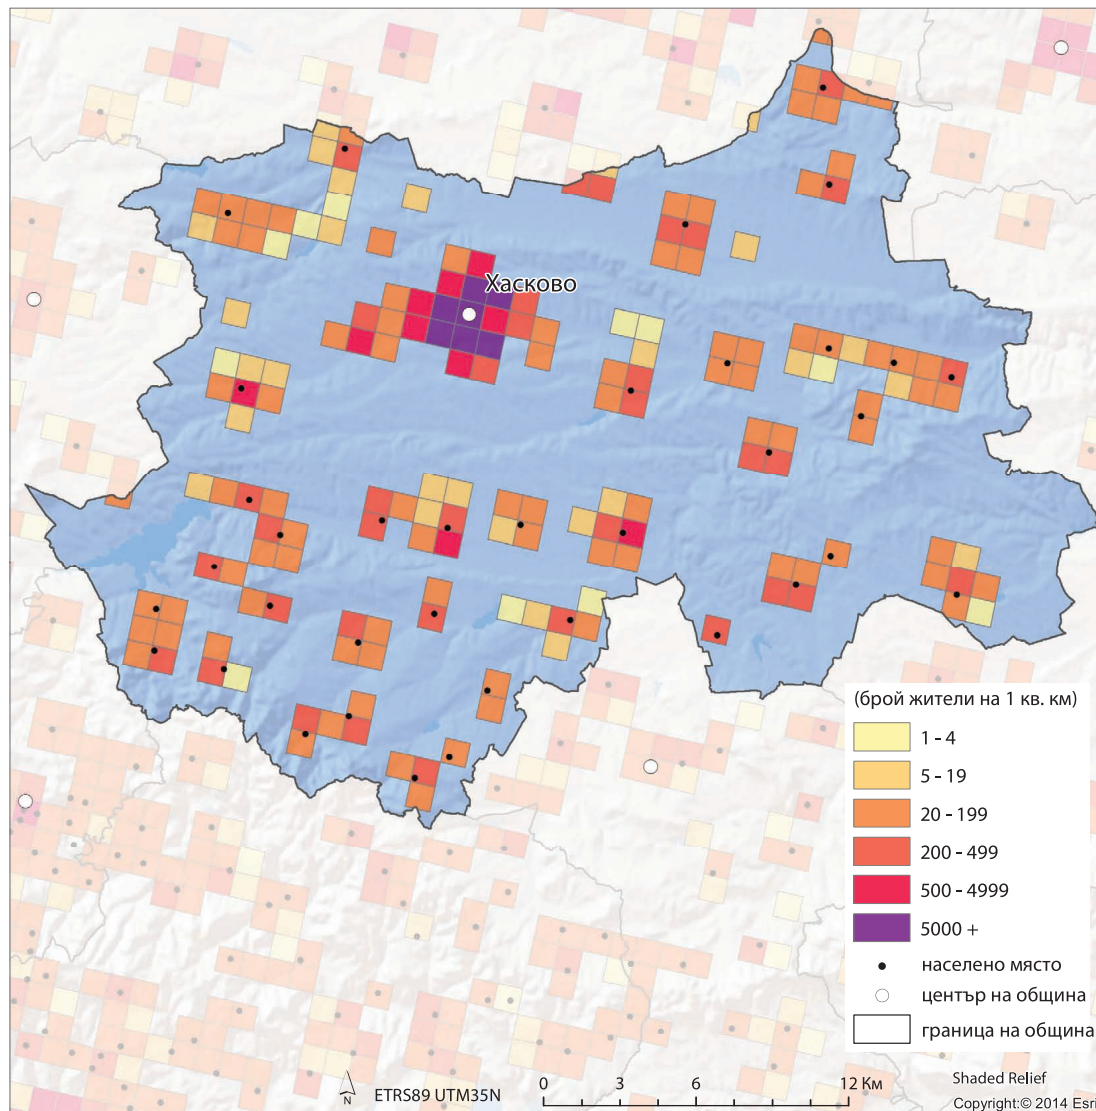 Хасково
(брой жители на 1 кв. км)
1 - 4
5 - 19
20 - 199
200 - 499
500 - 4999
5000 +
населено място
център на община
граница на община
N
ETRS89 UTM35N
0 3 6 12 Км
Shaded Relief
Copyright:© 2014 Esri